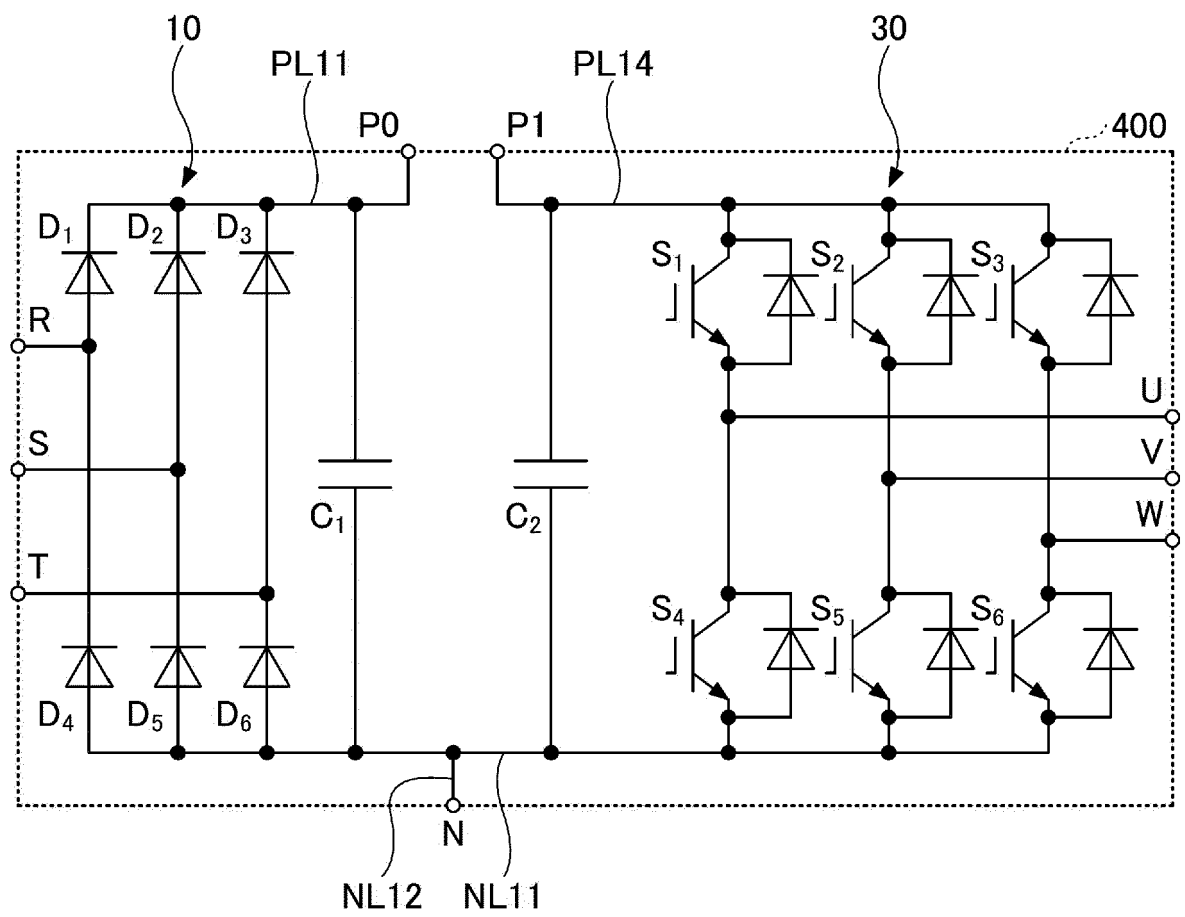 10
30
PL11
PL14
P0
P1
400
D₁
D₂
D₃
S₁
S₂
S₃
R
U
S
V
C₁
C₂
W
T
S₄
S₅
S₆
D₄
D₅
D₆
N
NL12
NL11